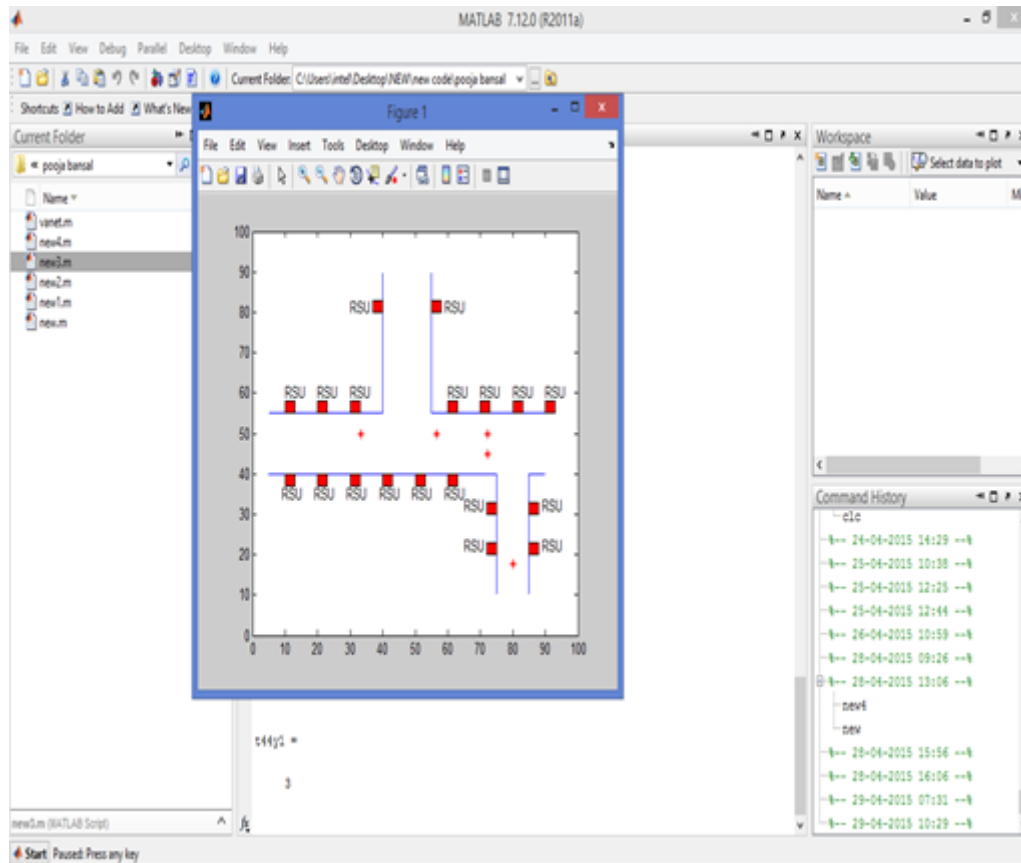 MATLAB 7.12.0 (R2011a)
File Edit View Debug Parallel Desktop Window Help
Current Folder: C:\Users\intel\Desktop\NEW\new code\pooja bansal
Shortcuts How to Add What's New
Current Folder
« pooja bansal
Name
vanet.m
new4.m
new3.m
new2.m
new1.m
new.m
new3.m (MATLAB Script)
Start Paused: Press any key
Figure 1
File Edit View Insert Tools Desktop Window Help
100
90
80
70
60
50
40
30
20
10
0
RSU RSU
RSU RSU RSU RSU RSU RSU RSU
RSU RSU RSU RSU RSU RSU
RSU RSU
RSU RSU
0 10 20 30 40 50 60 70 80 90 100
t44y1 =
3
fx
Workspace
Select data to plot
Name Value
Command History
clc
%-- 24-04-2015 14:29 --%
%-- 25-04-2015 10:38 --%
%-- 25-04-2015 12:25 --%
%-- 25-04-2015 12:44 --%
%-- 26-04-2015 10:59 --%
%-- 28-04-2015 09:26 --%
%-- 28-04-2015 13:06 --%
new4
new
%-- 28-04-2015 15:56 --%
%-- 28-04-2015 16:06 --%
%-- 29-04-2015 07:31 --%
%-- 29-04-2015 10:29 --%